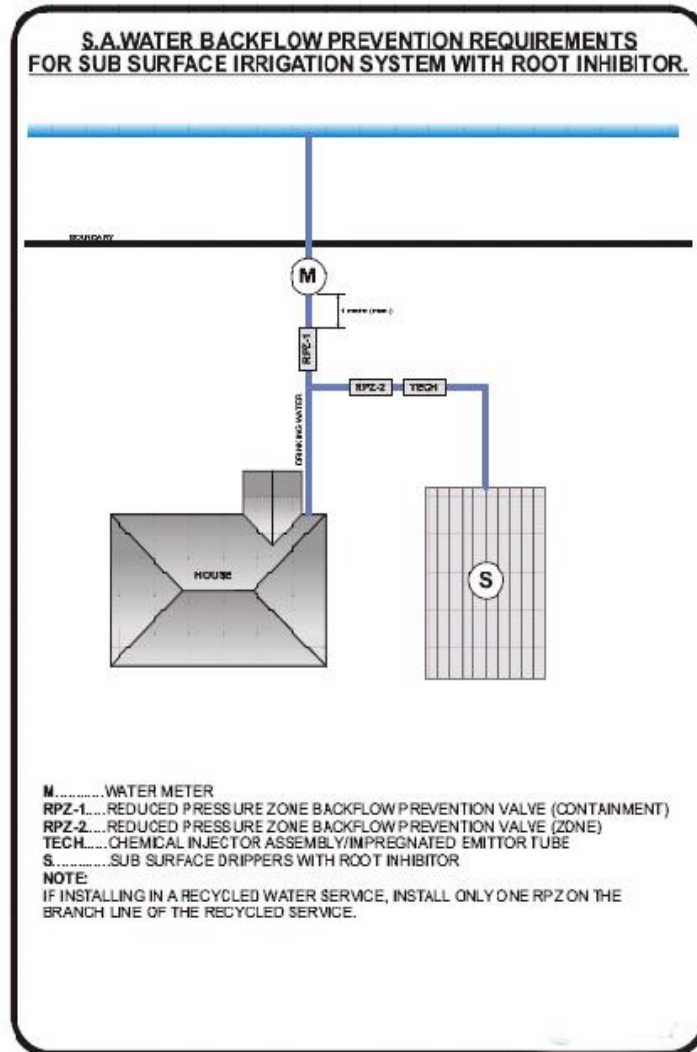 S.A.WATER BACKFLOW PREVENTION REQUIREMENTS
FOR SUB SURFACE IRRIGATION SYSTEM WITH ROOT INHIBITOR.
BOUNDARY
M
1 metre (max.)
RPZ-1
RPZ-2
TECH
DRINKING WATER
HOUSE
S
M............WATER METER
RPZ-1.....REDUCED PRESSURE ZONE BACKFLOW PREVENTION VALVE (CONTAINMENT)
RPZ-2....REDUCED PRESSURE ZONE BACKFLOW PREVENTION VALVE (ZONE)
TECH.....CHEMICAL INJECTOR ASSEMBLY/IMPREGNATED EMITTOR TUBE
S.............SUB SURFACE DRIPPERS WITH ROOT INHIBITOR
NOTE:
IF INSTALLING IN A RECYCLED WATER SERVICE, INSTALL ONLY ONE RPZ ON THE
BRANCH LINE OF THE RECYCLED SERVICE.